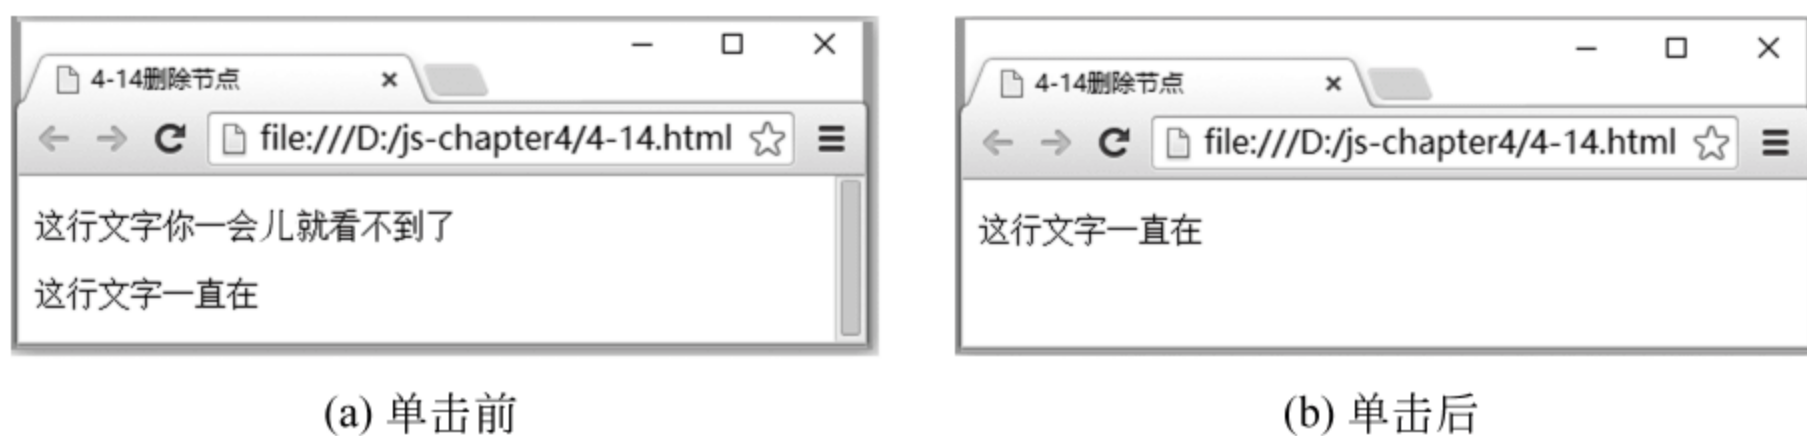 4-14删除节点
file:///D:/js-chapter4/4-14.html
这行文字你一会儿就看不到了
这行文字一直在
(a) 单击前
4-14删除节点
file:///D:/js-chapter4/4-14.html
这行文字一直在
(b) 单击后